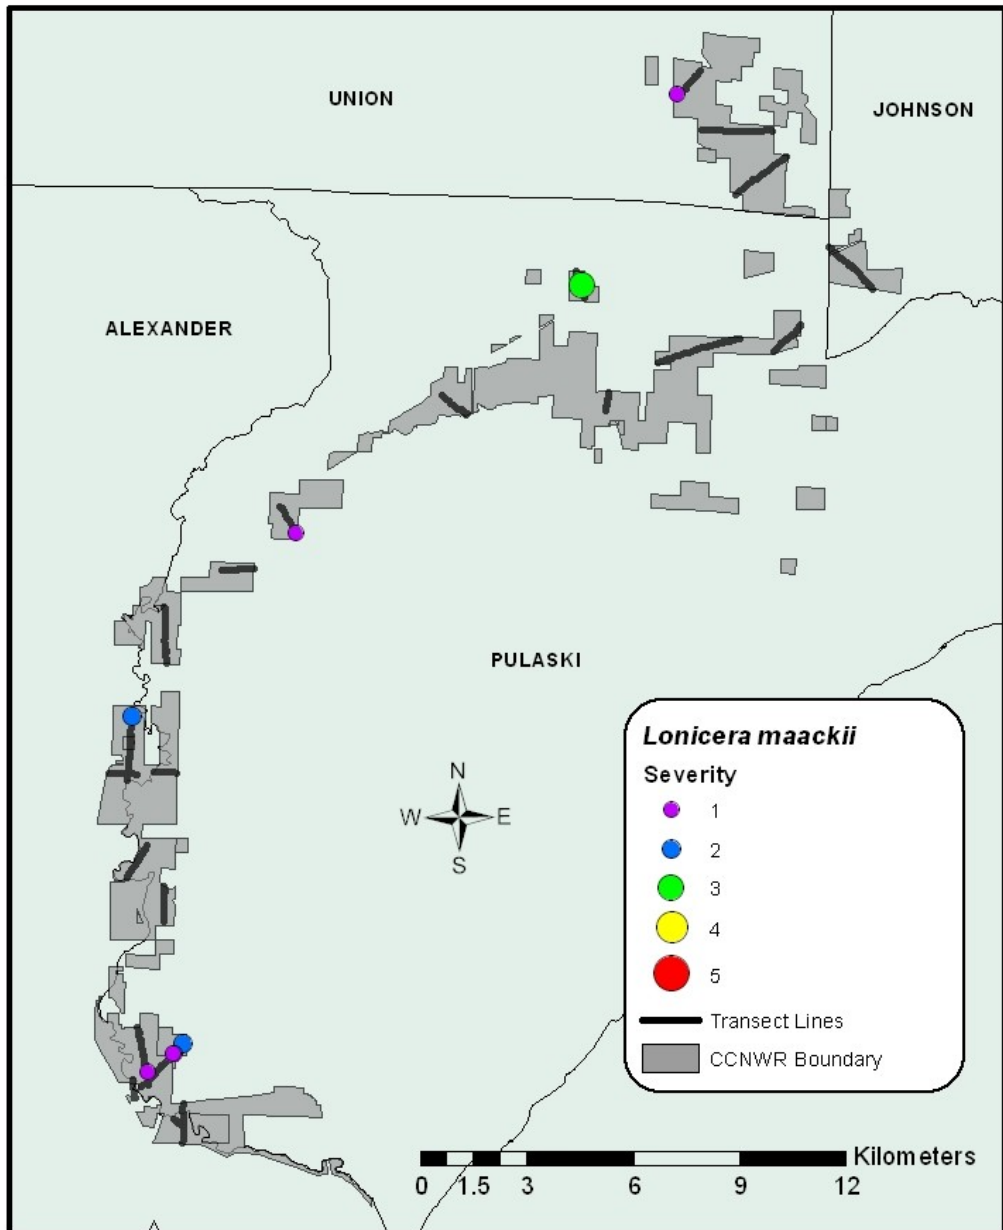 UNION
JOHNSON
ALEXANDER
PULASKI
Lonicera maackii
Severity
1
2
3
4
5
Transect Lines
CCNWR Boundary
N
W E
S
Kilometers
0 1.5 3 6 9 12